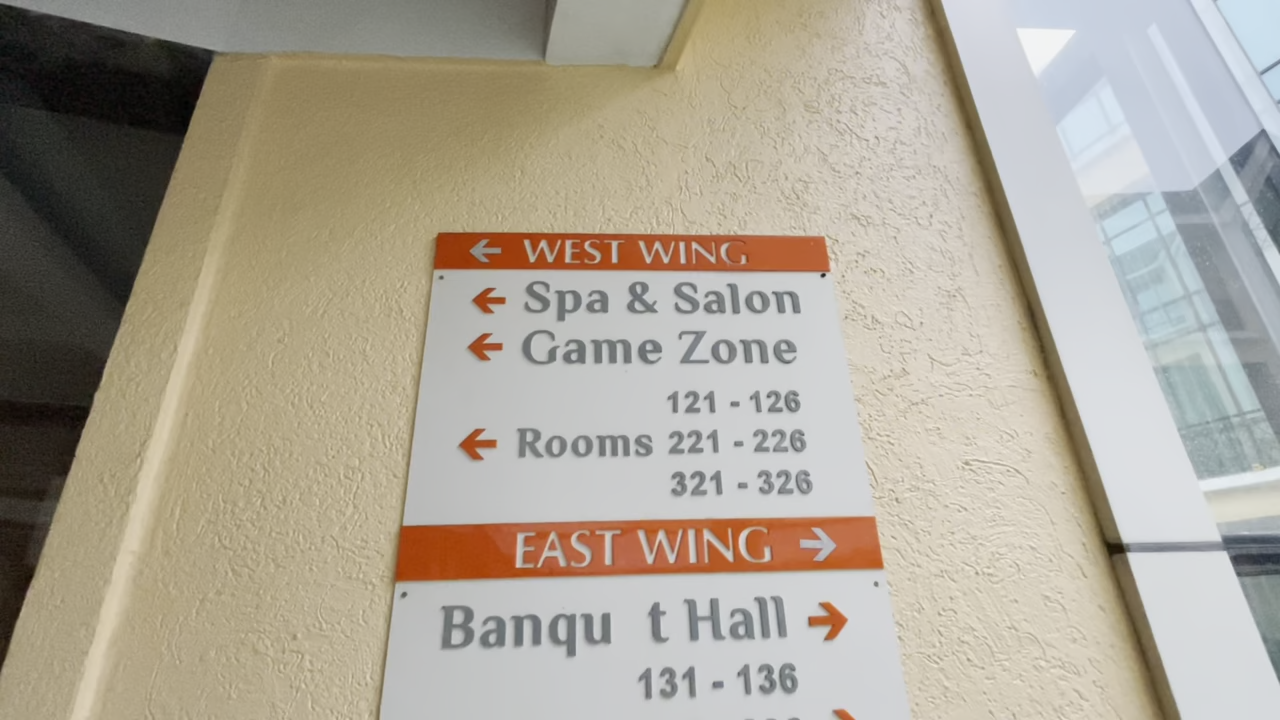 ← WEST WING
← Spa & Salon
← Game Zone
121 - 126
← Rooms 221 - 226
321 - 326
EAST WING →
Banqu t Hall →
131 - 136